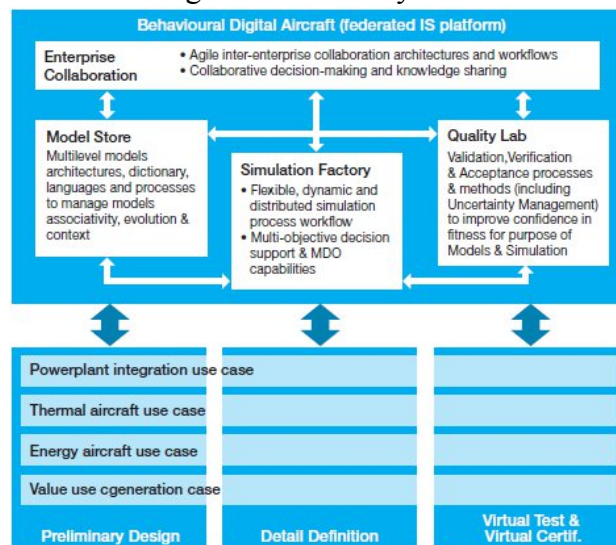 Behavioural Digital Aircraft (federated IS platform)
Enterprise
Collaboration
• Agile inter-enterprise collaboration architectures and workflows
• Collaborative decision-making and knowledge sharing
Model Store
Multilevel models
architectures, dictionary,
languages and processes
to manage models
associativity, evolution &
context
Simulation Factory
• Flexible, dynamic and
distributed simulation
process workflow
• Multi-objective decision
support & MDO
capabilities
Quality Lab
Validation,Verification
& Acceptance processes
& methods (including
Uncertainty Management)
to improve confidence in
fitness for purpose of
Models & Simulation
Powerplant integration use case
Thermal aircraft use case
Energy aircraft use case
Value use cgeneration case
Preliminary Design
Detail Definition
Virtual Test &
Virtual Certif.